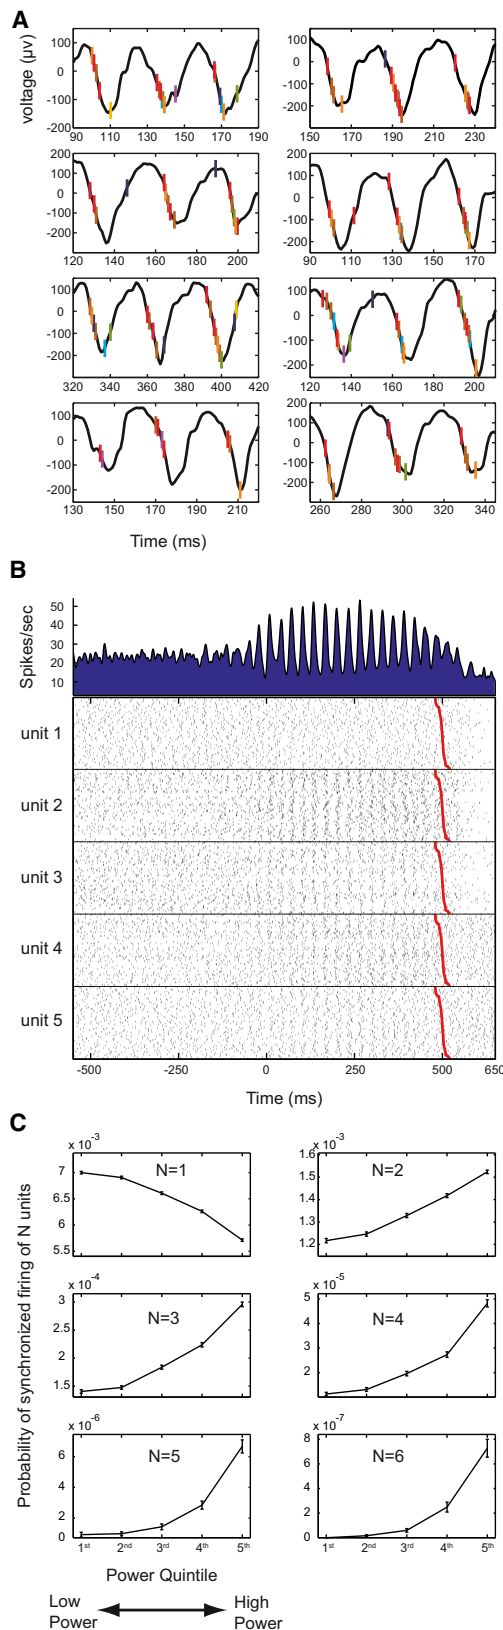 A
voltage (μv)
100
0
-100
-200
90 110 130 150 170 190
100
0
-100
-200
150 170 190 210 230
200
100
0
-100
-200
120 140 160 180 200
100
0
-100
-200
90 110 130 150 170
100
0
-100
-200
320 340 360 380 400 420
100
0
-100
-200
120 140 160 180 200
100
0
-100
-200
130 150 170 190 210
200
100
0
-100
-200
260 280 300 320 340
Time (ms)
B
Spikes/sec
50
40
30
20
10
unit 1
unit 2
unit 3
unit 4
unit 5
-500 -250 0 250 500 650
Time (ms)
C
Probability of synchronized firing of N units
x 10⁻³
7
6.5
6
5.5
N=1
x 10⁻³
1.6
1.5
1.4
1.3
1.2
N=2
x 10⁻⁴
3
2.5
2
1.5
N=3
x 10⁻⁵
5
4
3
2
N=4
x 10⁻⁶
6
4
2
0
N=5
1st 2nd 3rd 4th 5th
x 10⁻⁷
8
6
4
2
0
N=6
1st 2nd 3rd 4th 5th
Power Quintile
Low Power
High Power